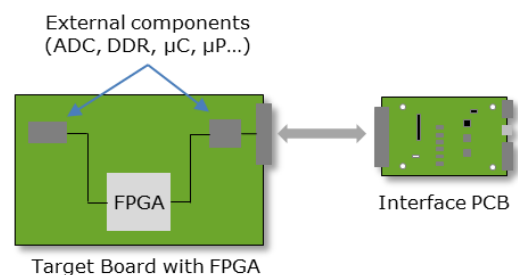 External components
(ADC, DDR, µC, µP...)
FPGA
Interface PCB
Target Board with FPGA